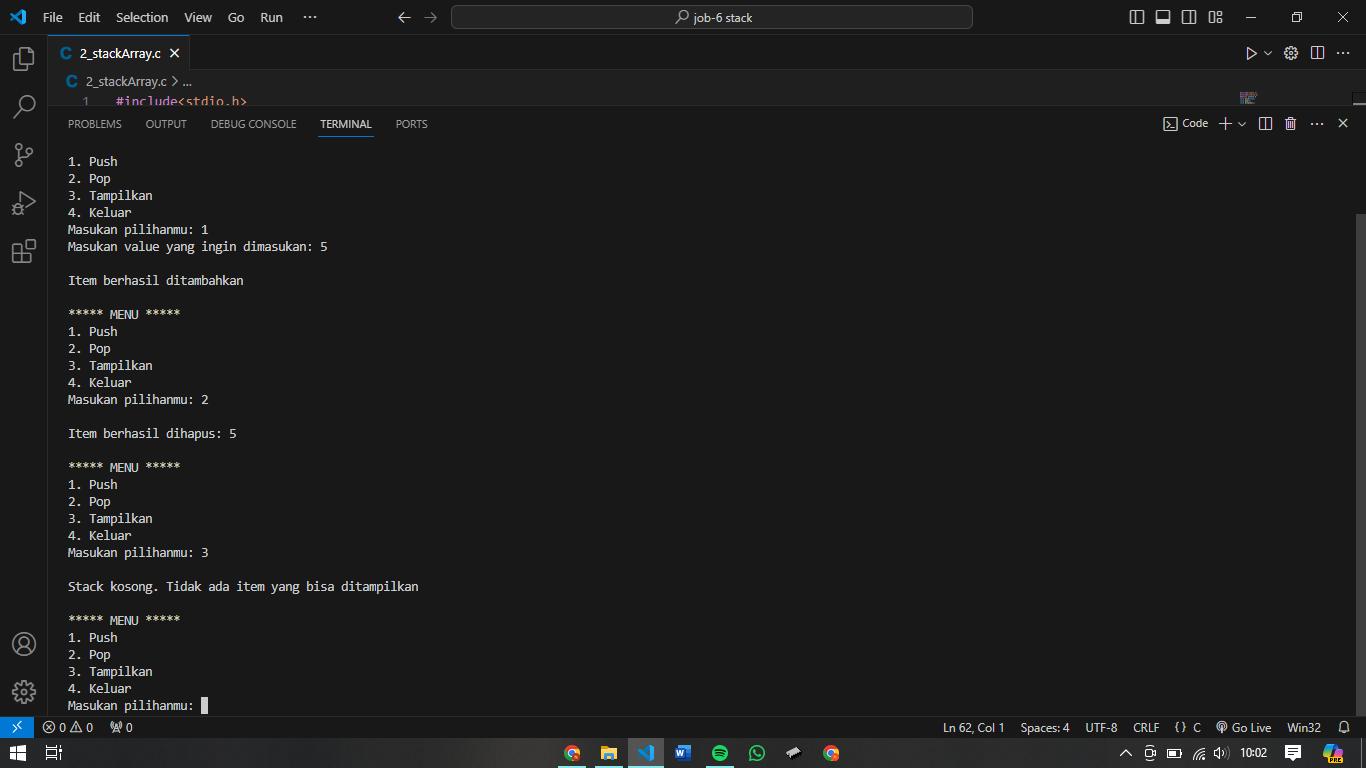 File Edit Selection View Go Run ··· job-6 stack
2_stackArray.c
2_stackArray.c > ...
1 #include<stdio.h>
PROBLEMS OUTPUT DEBUG CONSOLE TERMINAL PORTS Code
1. Push
2. Pop
3. Tampilkan
4. Keluar
Masukan pilihanmu: 1
Masukan value yang ingin dimasukan: 5
Item berhasil ditambahkan
***** MENU *****
1. Push
2. Pop
3. Tampilkan
4. Keluar
Masukan pilihanmu: 2
Item berhasil dihapus: 5
***** MENU *****
1. Push
2. Pop
3. Tampilkan
4. Keluar
Masukan pilihanmu: 3
Stack kosong. Tidak ada item yang bisa ditampilkan
***** MENU *****
1. Push
2. Pop
3. Tampilkan
4. Keluar
Masukan pilihanmu:
0 0 0 Ln 62, Col 1 Spaces: 4 UTF-8 CRLF {} C Go Live Win32
10:02